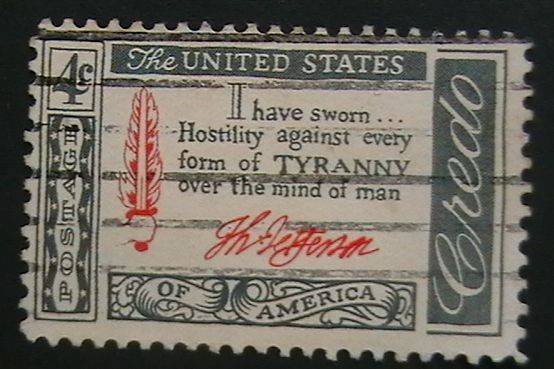 The UNITED STATES
4c
POSTAGE
I have sworn...
Hostility against every
form of TYRANNY
over the mind of man
Th. Jefferson
OF AMERICA
Credo